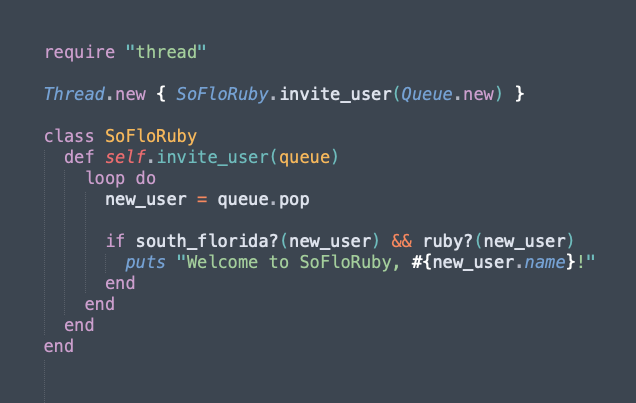 require "thread"
Thread.new { SoFloRuby.invite_user(Queue.new) }
class SoFloRuby
def self.invite_user(queue)
loop do
new_user = queue.pop
if south_florida?(new_user) && ruby?(new_user)
puts "Welcome to SoFloRuby, #{new_user.name}!"
end
end
end
end